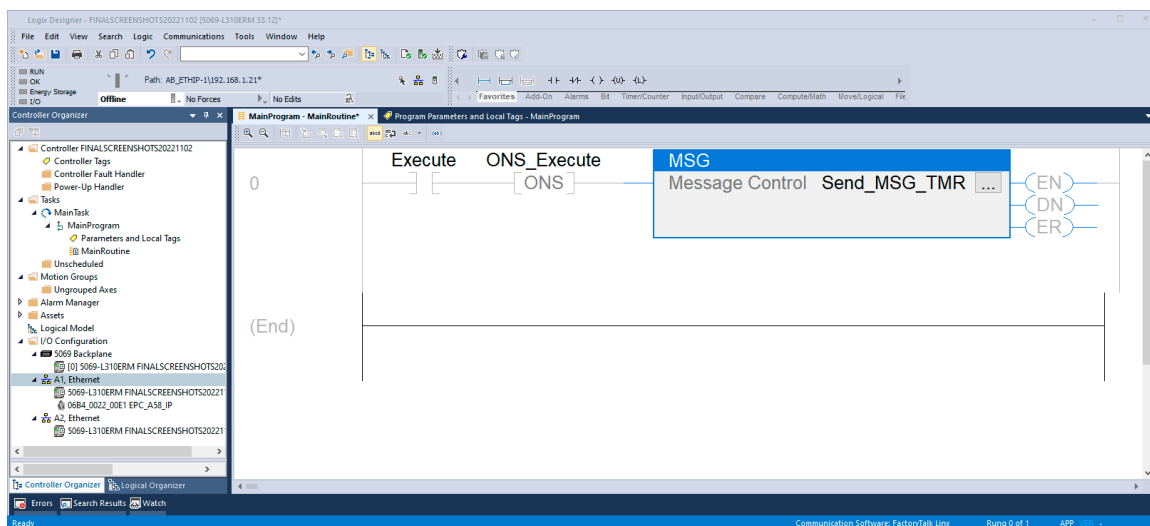 Logix Designer - FINALSCREENSHOTS20221102 [5069-L310ERM 33.12]*
File Edit View Search Logic Communications Tools Window Help
RUN
OK
Energy Storage
I/O
Path: AB_ETHIP-1\192.168.1.21*
Offline No Forces No Edits
Favorites Add-On Alarms Bit Timer/Counter Input/Output Compare Compute/Math Move/Logical File
Controller Organizer
MainProgram - MainRoutine* Program Parameters and Local Tags - MainProgram
Controller FINALSCREENSHOTS20221102
Controller Tags
Controller Fault Handler
Power-Up Handler
Tasks
MainTask
MainProgram
Parameters and Local Tags
MainRoutine
Unscheduled
Motion Groups
Ungrouped Axes
Alarm Manager
Assets
Logical Model
I/O Configuration
5069 Backplane
[0] 5069-L310ERM FINALSCREENSHOTS202
A1, Ethernet
5069-L310ERM FINALSCREENSHOTS20221
06B4_0022_00E1 EPC_A58_IP
A2, Ethernet
5069-L310ERM FINALSCREENSHOTS20221
Controller Organizer Logical Organizer
0
Execute ONS_Execute
ONS
MSG
Message Control Send_MSG_TMR ...
EN
DN
ER
(End)
Errors Search Results Watch
Ready
Communication Software: FactoryTalk Linx Rung 0 of 1 APP VER